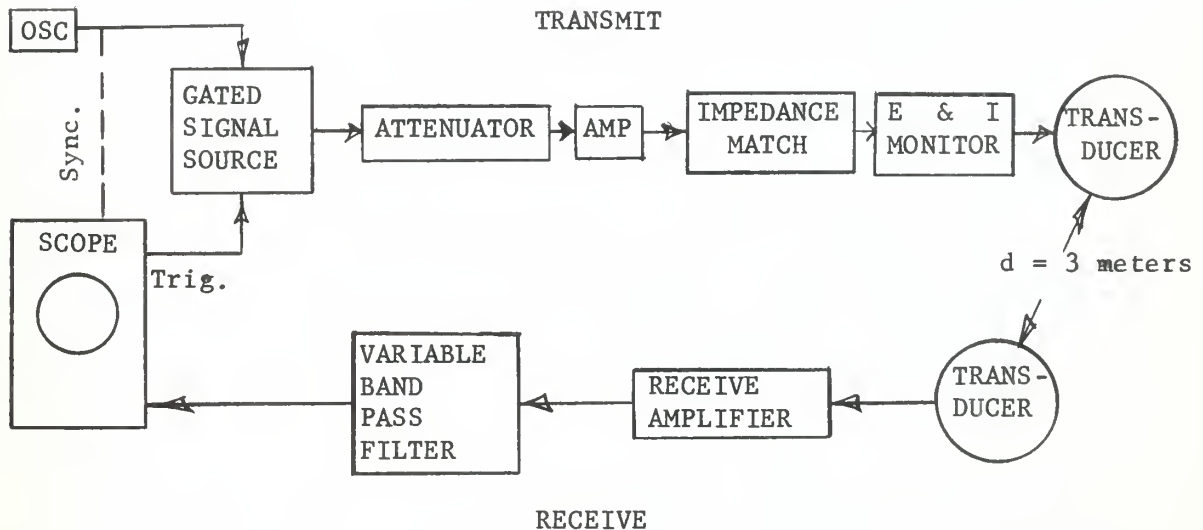 TRANSMIT
OSC
Sync.
GATED
SIGNAL
SOURCE
ATTENUATOR
AMP
IMPEDANCE
MATCH
E & I
MONITOR
TRANS-
DUCER
SCOPE
Trig.
d = 3 meters
VARIABLE
BAND
PASS
FILTER
RECEIVE
AMPLIFIER
TRANS-
DUCER
RECEIVE